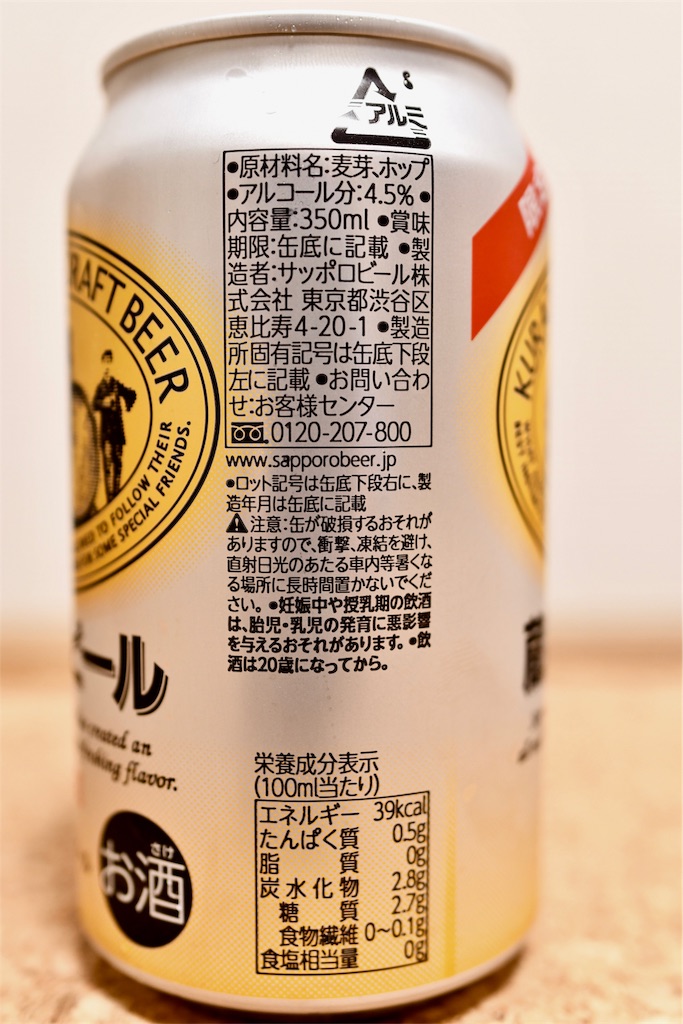 アルミ
●原材料名:麦芽、ホップ
●アルコール分:4.5% ●
内容量:350ml ●賞味
期限:缶底に記載 ●製
造者:サッポロビール株
式会社 東京都渋谷区
恵比寿4-20-1 ●製造
所固有記号は缶底下段
左に記載 ●お問い合わ
せ:お客様センター
0120-207-800
www.sapporobeer.jp
●ロット記号は缶底下段右に、製
造年月は缶底に記載
注意:缶が破損するおそれが
ありますので、衝撃、凍結を避け、
直射日光のあたる車内等暑くな
る場所に長時間置かないでくだ
さい。 ●妊娠中や授乳期の飲酒
は、胎児・乳児の発育に悪影響
を与えるおそれがあります。 ●飲
酒は20歳になってから。
栄養成分表示
(100ml当たり)
エネルギー 39kcal
たんぱく質 0.5g
脂質 0g
炭水化物 2.8g
糖質 2.7g
食物繊維 0〜0.1g
食塩相当量 0g
RAFT BEER
TO FOLLOW THEIR
SOME SPECIAL FRIENDS.
ール
created an
flavor.
お酒
さけ